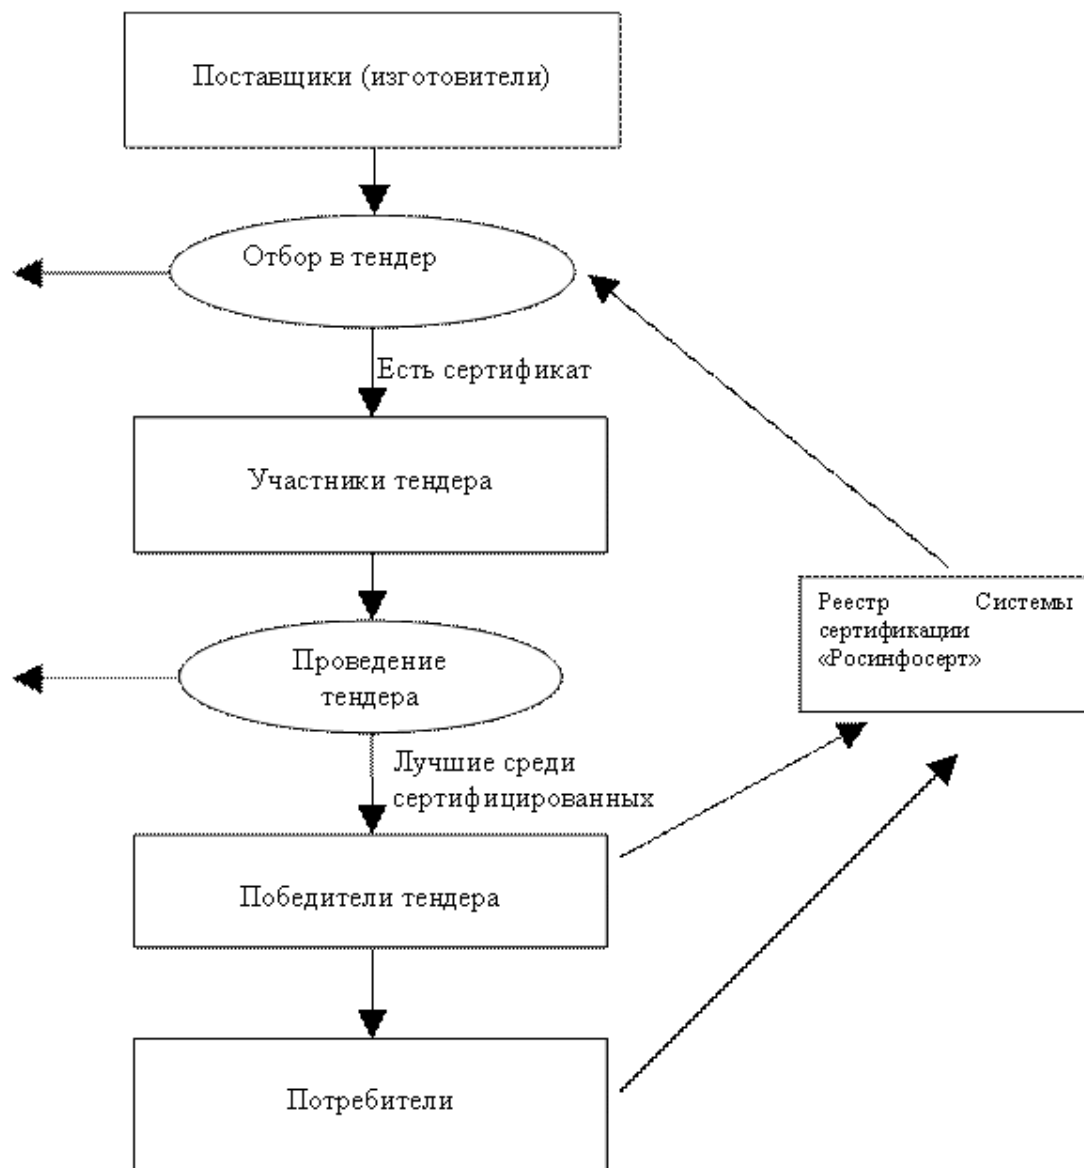 Поставщики (изготовители)
Отбор в тендер
Есть сертификат
Участники тендера
Реестр Системы
сертификации
«Росинфосерт»
Проведение
тендера
Лучшие среди
сертифицированных
Победители тендера
Потребители